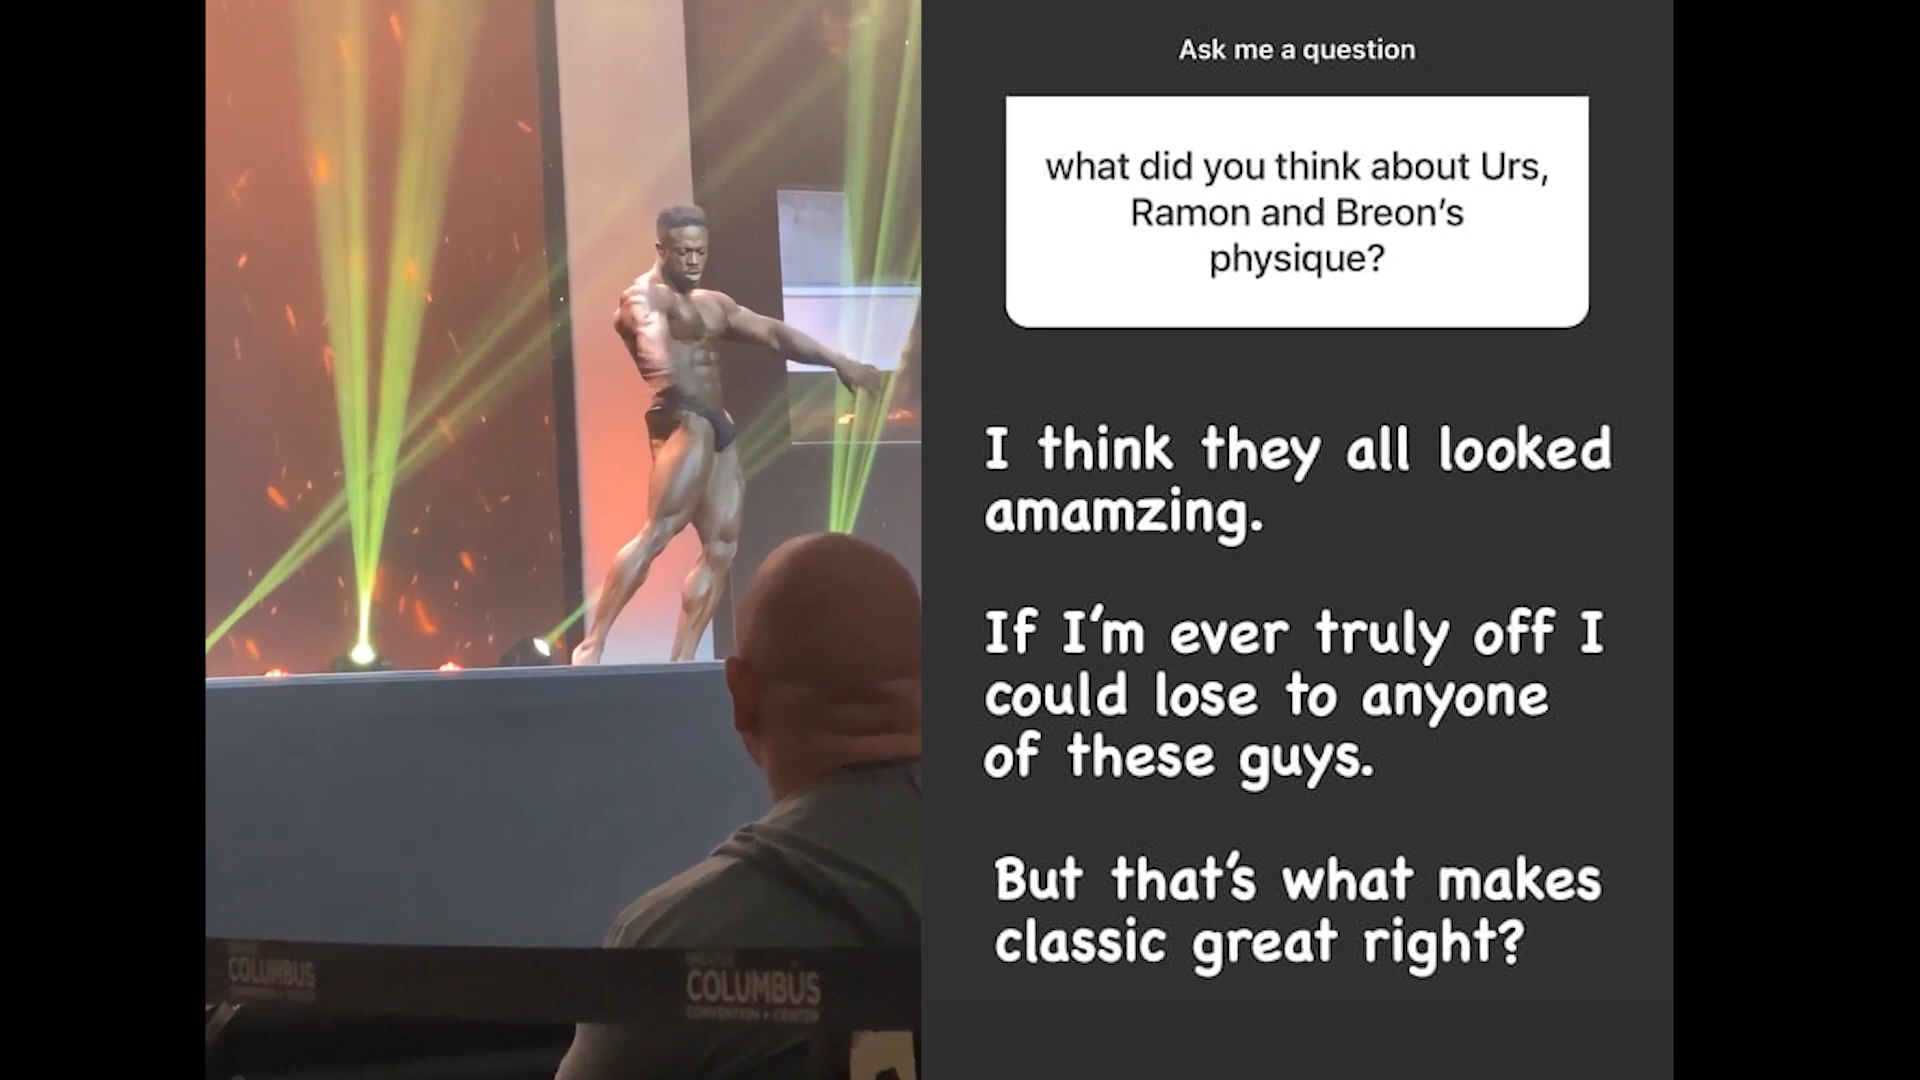 Ask me a question
what did you think about Urs,
Ramon and Breon's
physique?
I think they all looked
amamzing.
If I'm ever truly off I
could lose to anyone
of these guys.
But that's what makes
classic great right?
COLUMBUS
COLUMBUS
CONVENTION CENTER